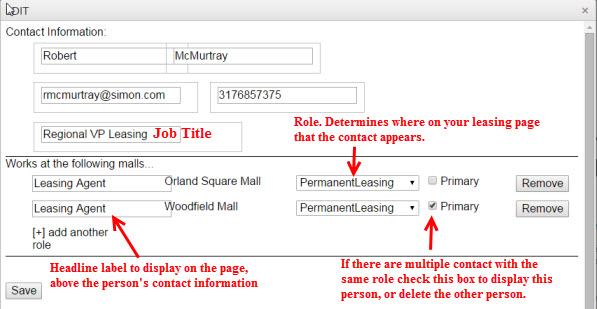 EDIT
Contact Information:
Robert McMurtray
rmcmurtray@simon.com 3176857375
Regional VP Leasing Job Title
Role. Determines where on your leasing page
that the contact appears.
Works at the following malls...
Leasing Agent Orland Square Mall PermanentLeasing Primary Remove
Leasing Agent Woodfield Mall PermanentLeasing Primary Remove
[+] add another
role
Headline label to display on the page,
above the person's contact information
If there are multiple contact with the
same role check this box to display this
person, or delete the other person.
Save